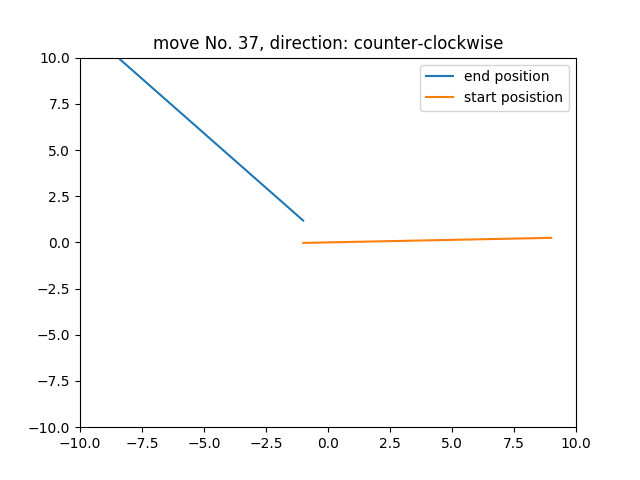 move No. 37, direction: counter-clockwise
end position
start posistion
10.0
7.5
5.0
2.5
0.0
−2.5
−5.0
−7.5
−10.0
−10.0 −7.5 −5.0 −2.5 0.0 2.5 5.0 7.5 10.0